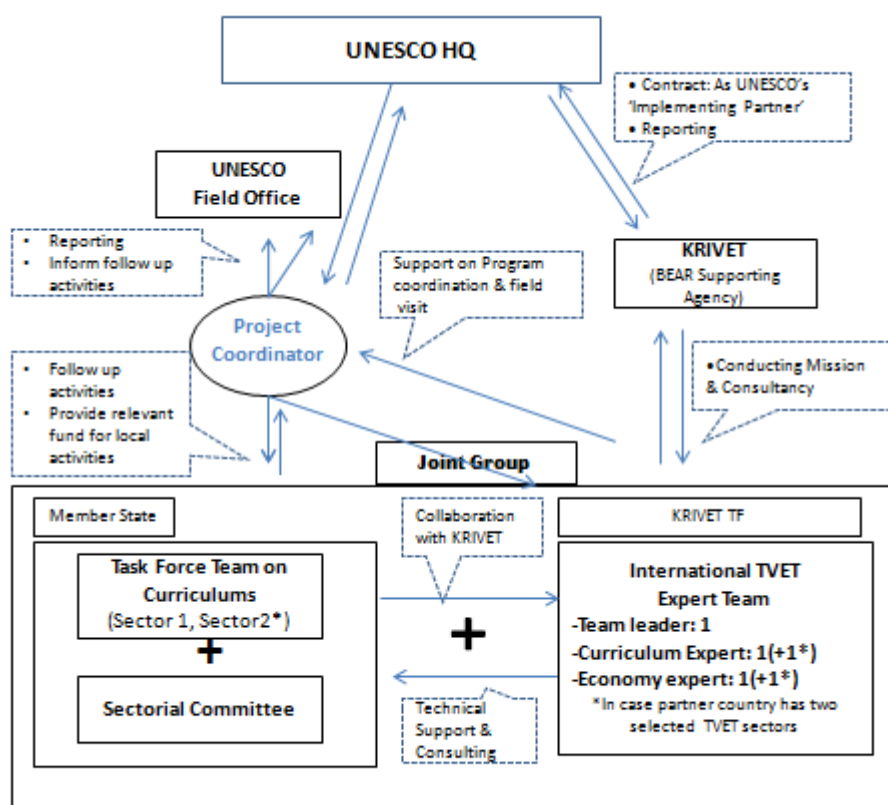 UNESCO HQ
• Contract: As UNESCO's
'Implementing Partner'
• Reporting
UNESCO
Field Office
• Reporting
• Inform follow up
activities
Support on Program
coordination & field
visit
KRIVET
(BEAR Supporting
Agency)
Project
Coordinator
• Follow up
activities
• Provide relevant
fund for local
activities
•Conducting Mission
& Consultancy
Joint Group
Member State
Collaboration
with KRIVET
KRIVET TF
Task Force Team on
Curriculums
(Sector 1, Sector2*)
+
Sectorial Committee
+
International TVET
Expert Team
-Team leader: 1
-Curriculum Expert: 1(+1*)
-Economy expert: 1(+1*)
*In case partner country has two
selected TVET sectors
Technical
Support &
Consulting